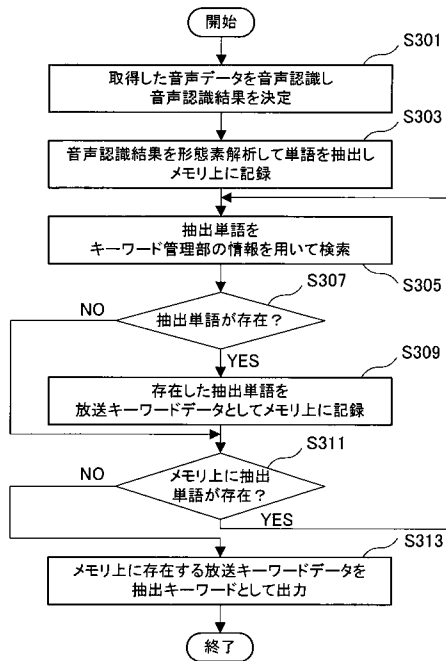 開始
S301
取得した音声データを音声認識し
音声認識結果を決定
S303
音声認識結果を形態素解析して単語を抽出し
メモリ上に記録
抽出単語を
キーワード管理部の情報を用いて検索
S305
S307
NO
抽出単語が存在?
YES
S309
存在した抽出単語を
放送キーワードデータとしてメモリ上に記録
S311
NO
メモリ上に抽出
単語が存在?
YES
S313
メモリ上に存在する放送キーワードデータを
抽出キーワードとして出力
終了